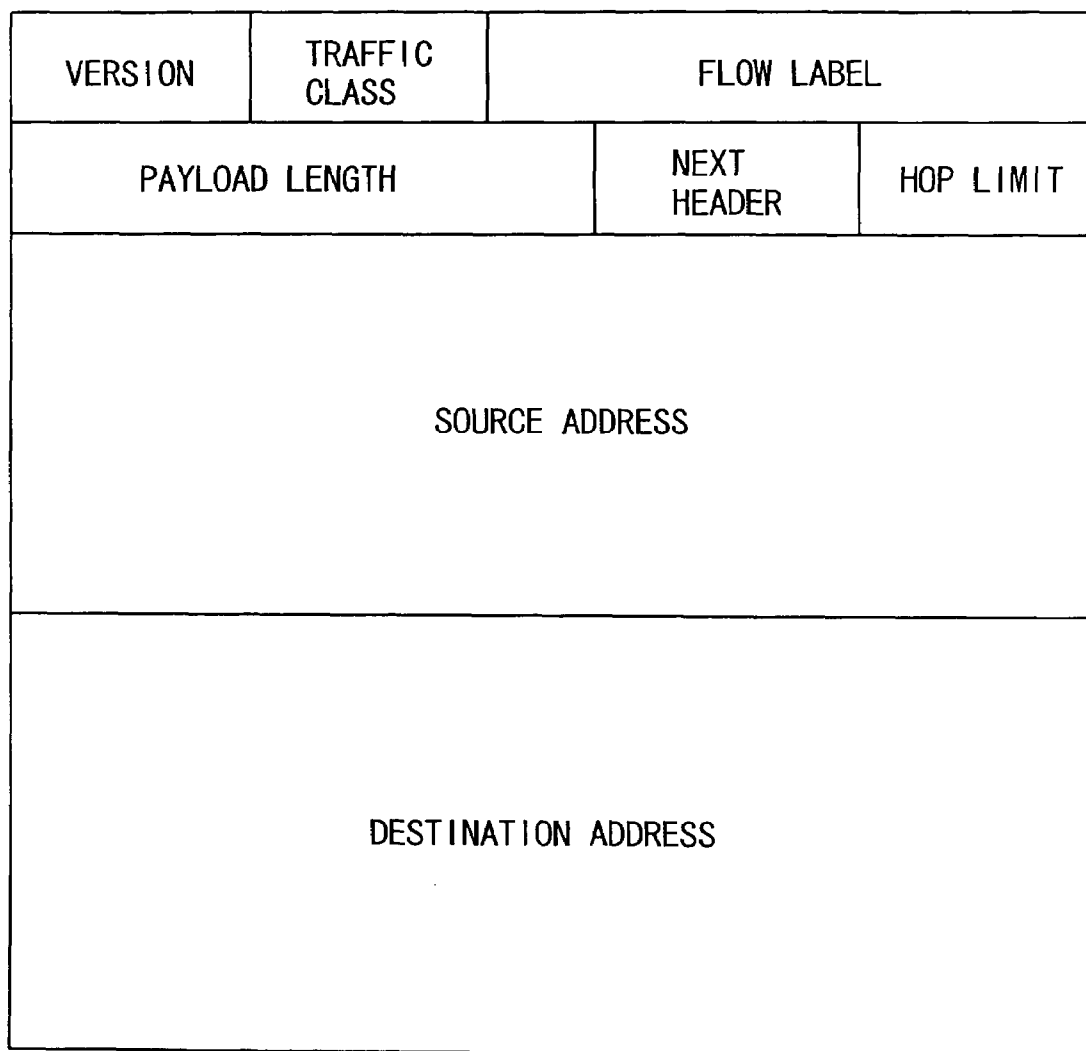 VERSION
TRAFFIC
CLASS
FLOW LABEL
PAYLOAD LENGTH
NEXT
HEADER
HOP LIMIT
SOURCE ADDRESS
DESTINATION ADDRESS